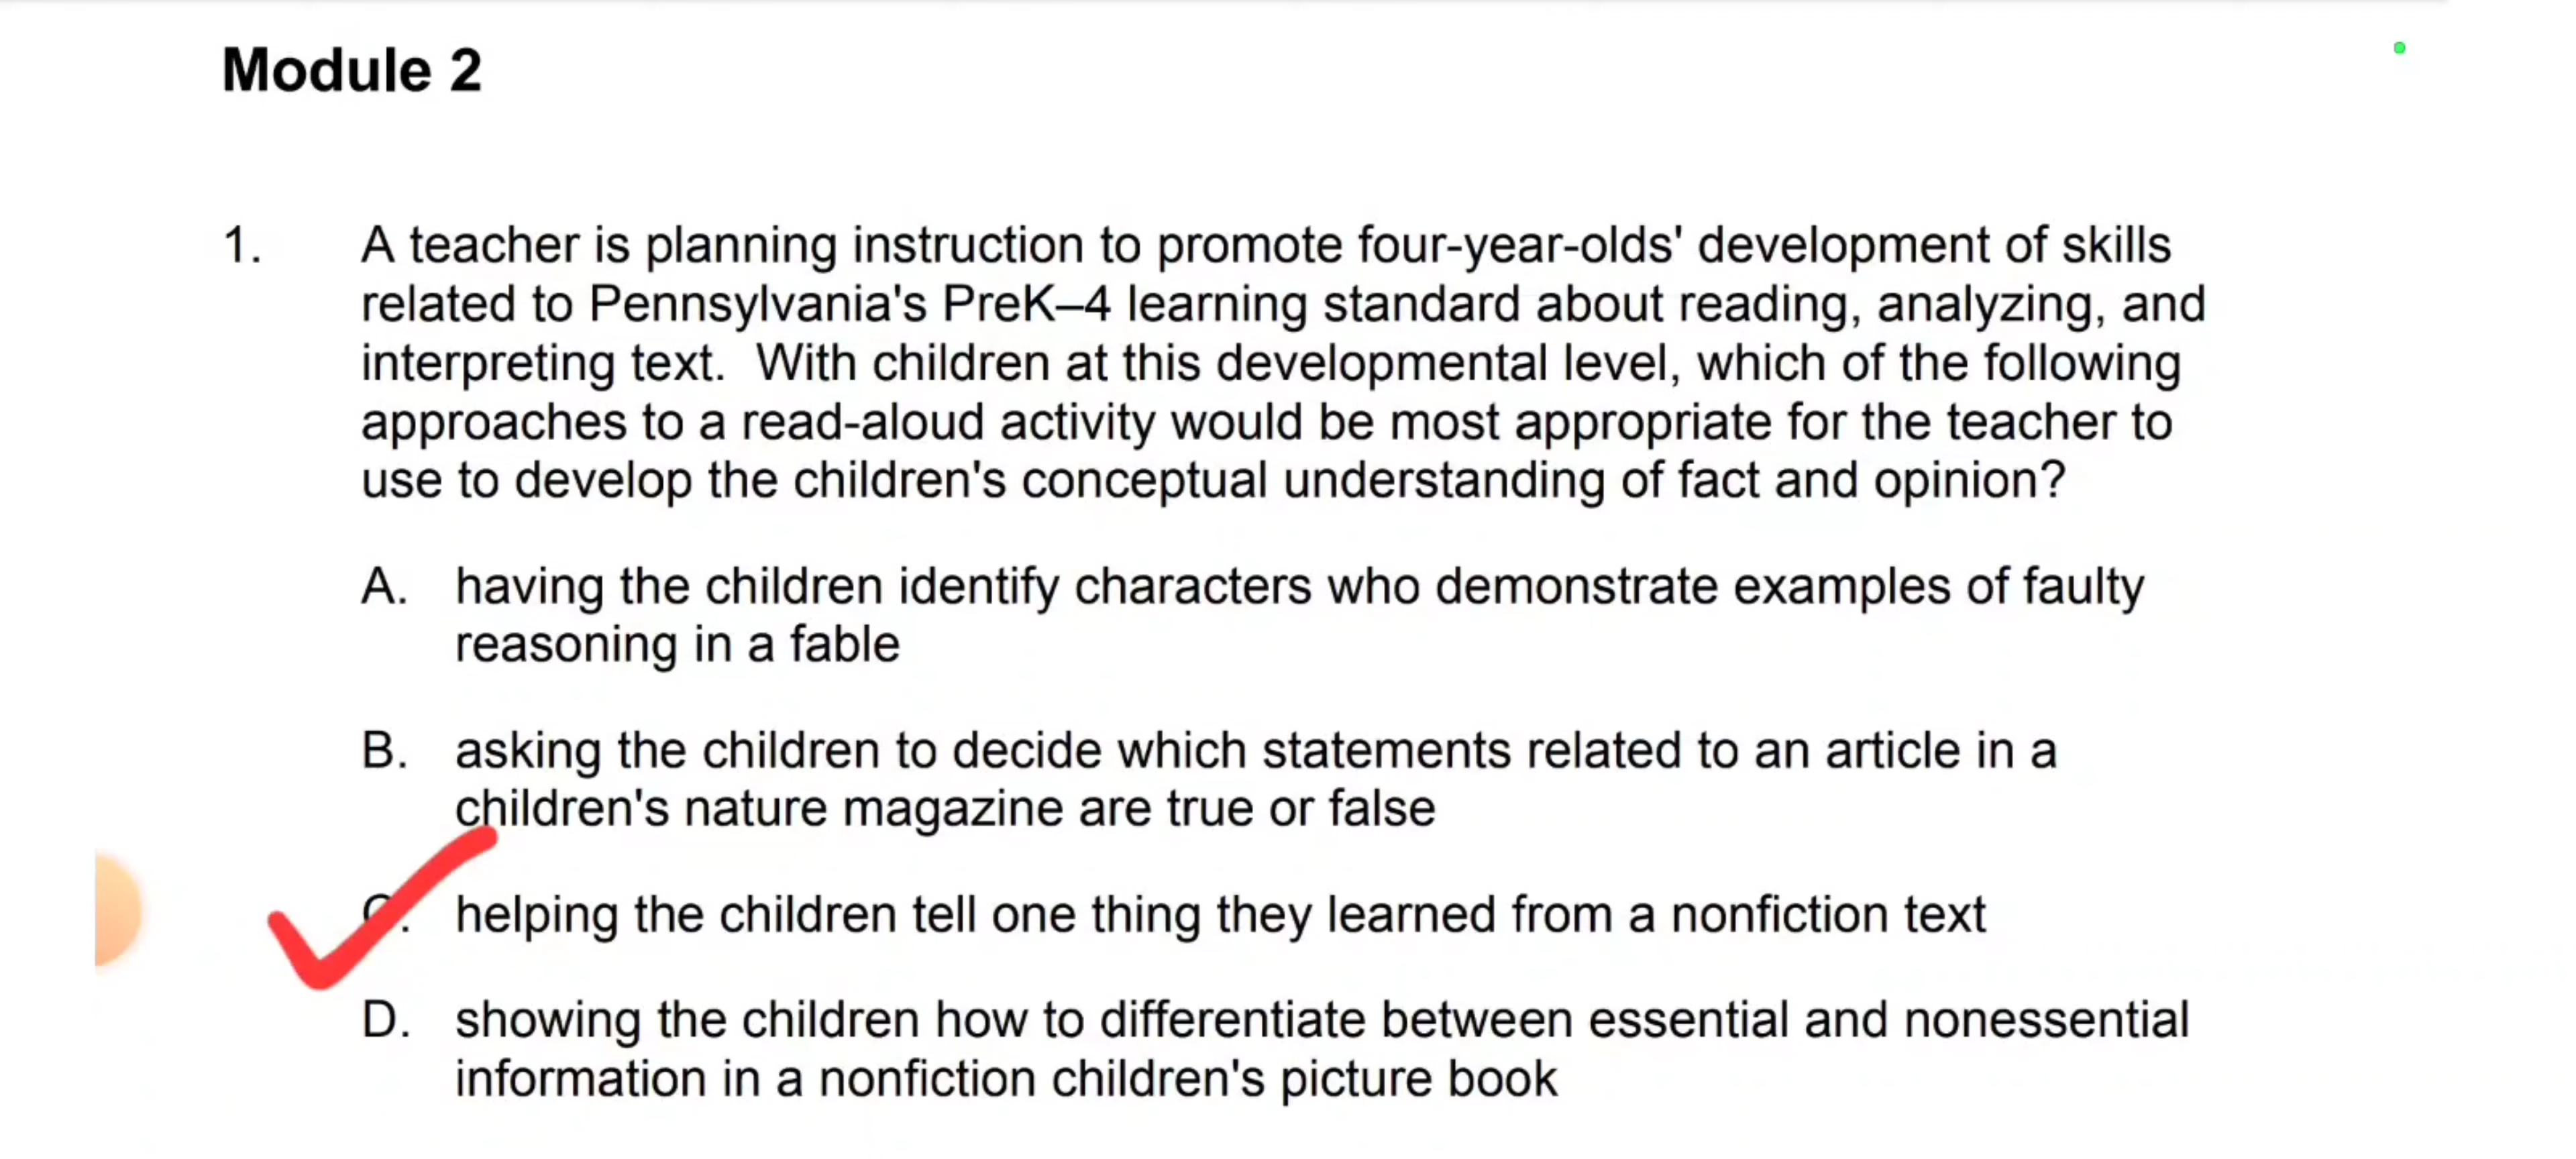 Module 2
1. A teacher is planning instruction to promote four-year-olds' development of skills
related to Pennsylvania's PreK–4 learning standard about reading, analyzing, and
interpreting text.  With children at this developmental level, which of the following
approaches to a read-aloud activity would be most appropriate for the teacher to
use to develop the children's conceptual understanding of fact and opinion?
A. having the children identify characters who demonstrate examples of faulty
reasoning in a fable
B. asking the children to decide which statements related to an article in a
children's nature magazine are true or false
C. helping the children tell one thing they learned from a nonfiction text
D. showing the children how to differentiate between essential and nonessential
information in a nonfiction children's picture book